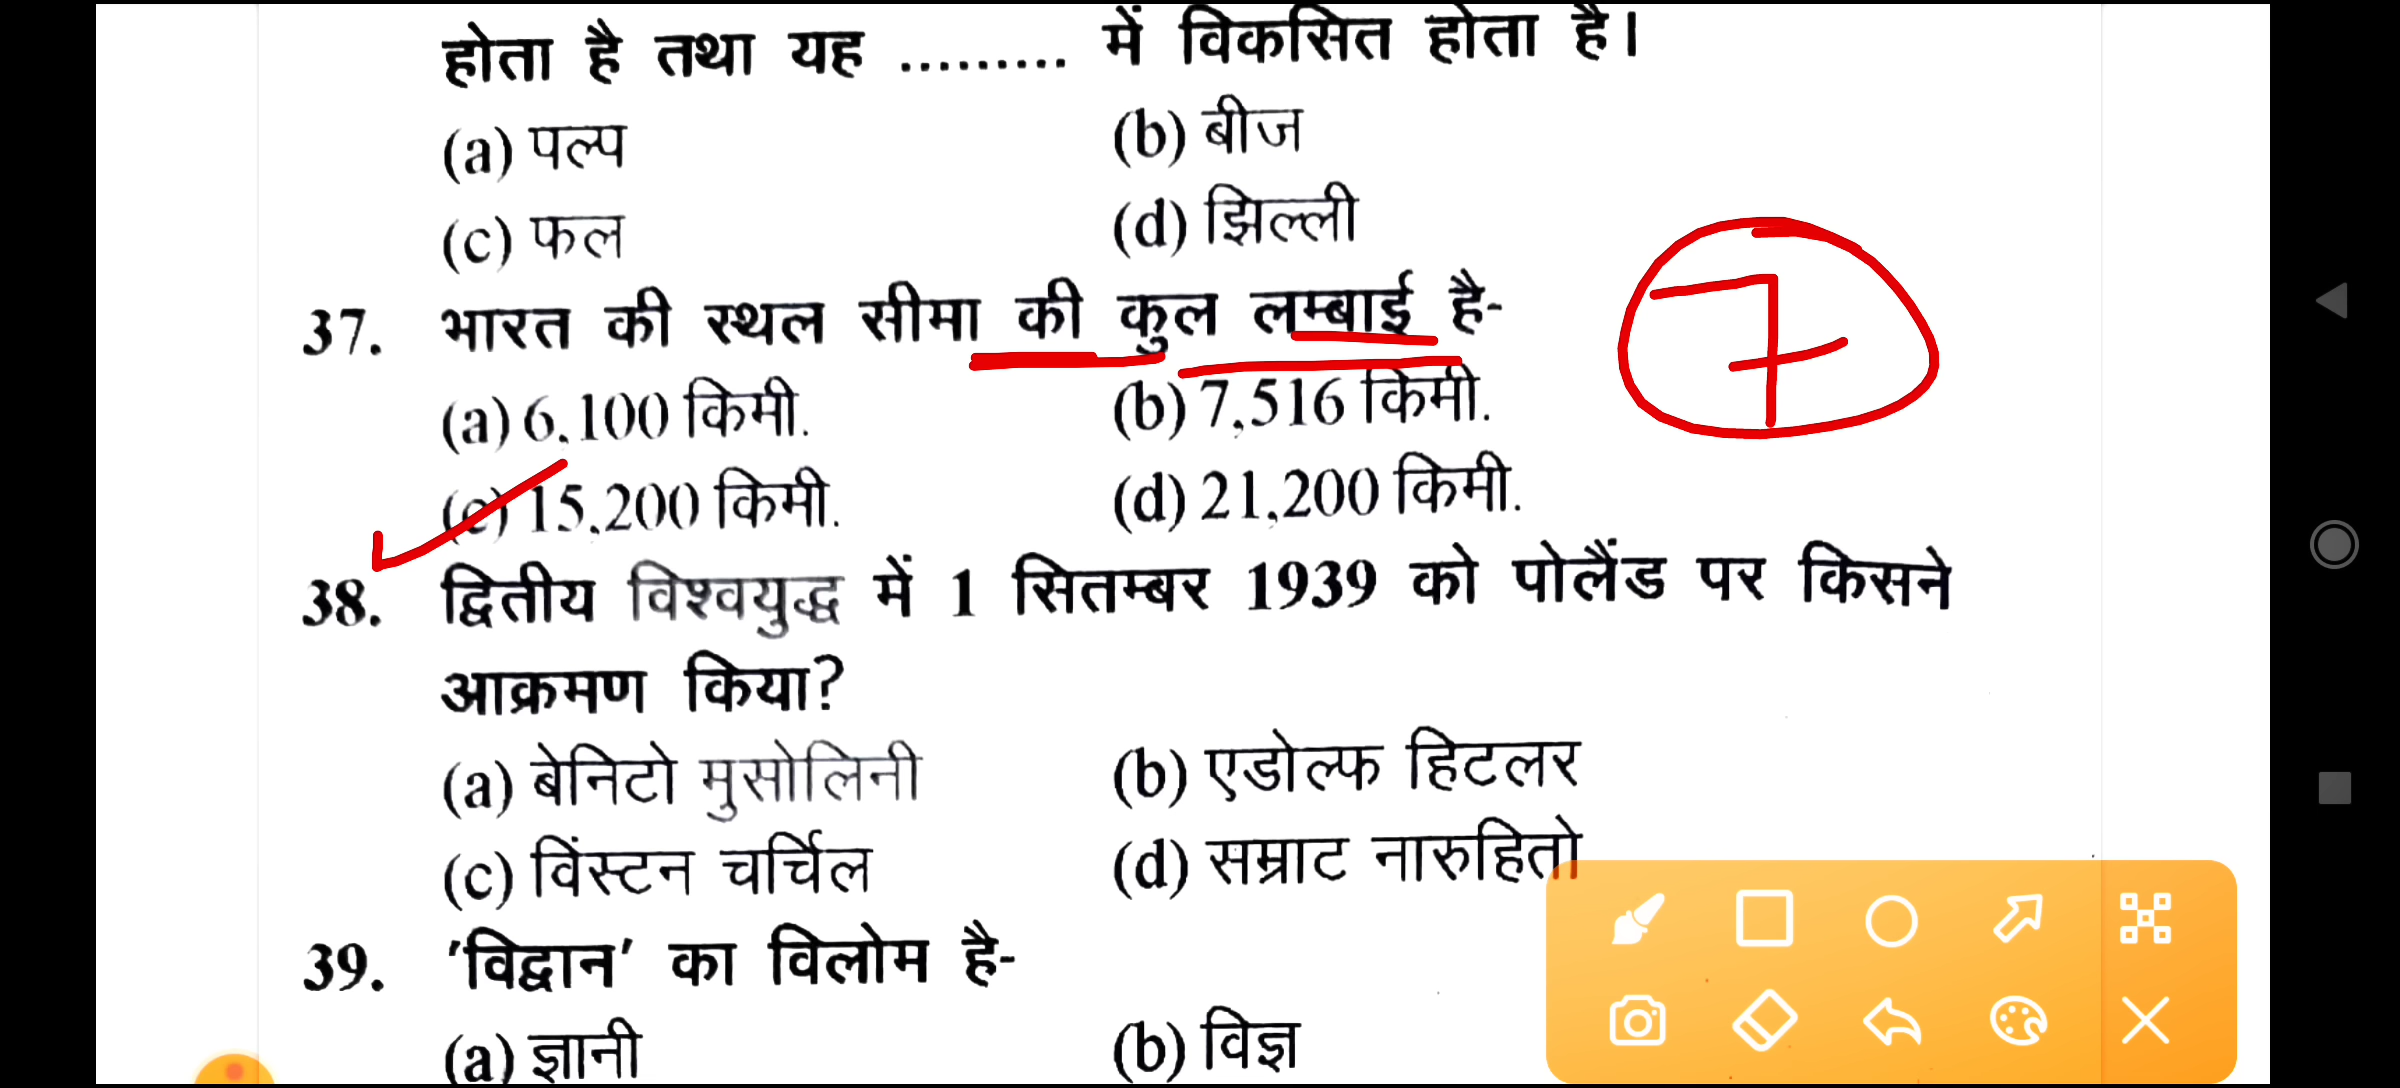 होता है तथा यह ......... में विकसित होता है।
(a) पल्प (b) बीज
(c) फल (d) झिल्ली
37. भारत की स्थल सीमा की कुल लम्बाई है-
7
(a) 6,100 किमी. (b) 7,516 किमी.
(c) 15,200 किमी. (d) 21,200 किमी.
38. द्वितीय विश्वयुद्ध में 1 सितम्बर 1939 को पोलैंड पर किसने
आक्रमण किया?
(a) बेनिटो मुसोलिनी (b) एडोल्फ हिटलर
(c) विंस्टन चर्चिल (d) सम्राट नारुहितो
39. 'विद्वान' का विलोम है-
(a) ज्ञानी (b) विज्ञ